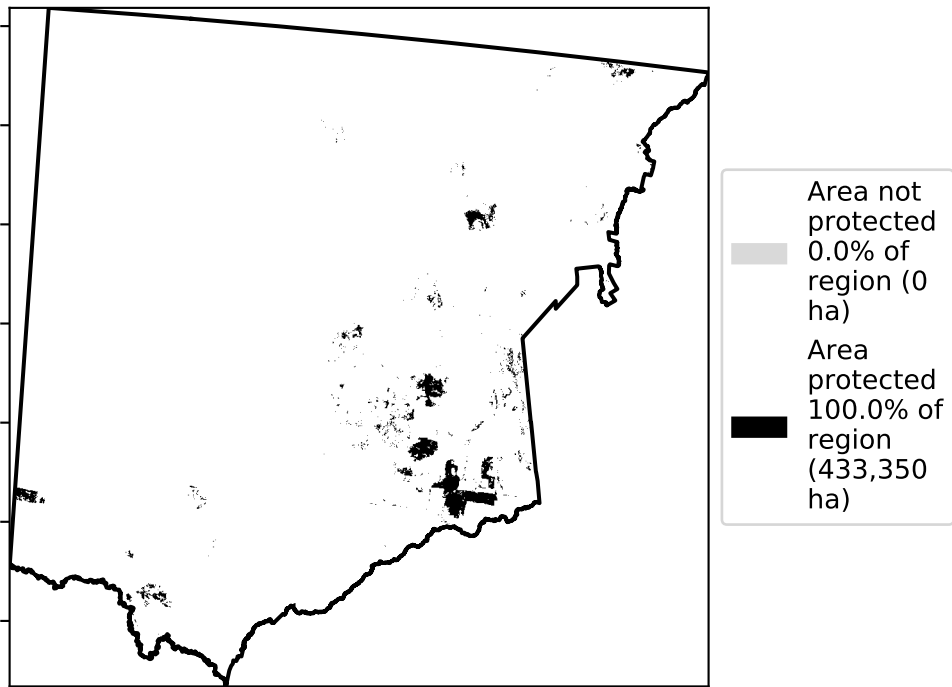 Area not
protected
0.0% of
region (0
ha)
Area
protected
100.0% of
region
(433,350
ha)